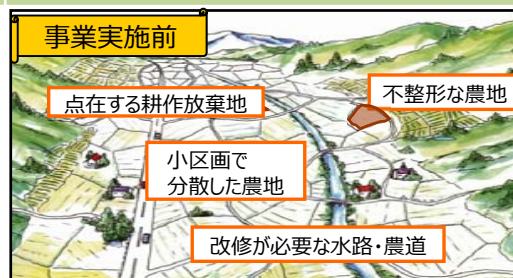 事業実施前
点在する耕作放棄地
不整形な農地
小区画で
分散した農地
改修が必要な水路・農道